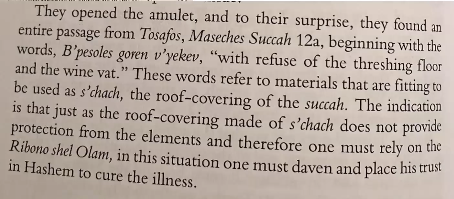 They opened the amulet, and to their surprise, they found an
entire passage from Tosafos, Maseches Succah 12a, beginning with the
words, B'pesoles goren v'yekev, “with refuse of the threshing floor
and the wine vat.” These words refer to materials that are fitting to
be used as s'chach, the roof-covering of the succah. The indication
is that just as the roof-covering made of s'chach does not provide
protection from the elements and therefore one must rely on the
Ribono shel Olam, in this situation one must daven and place his trust
in Hashem to cure the illness.